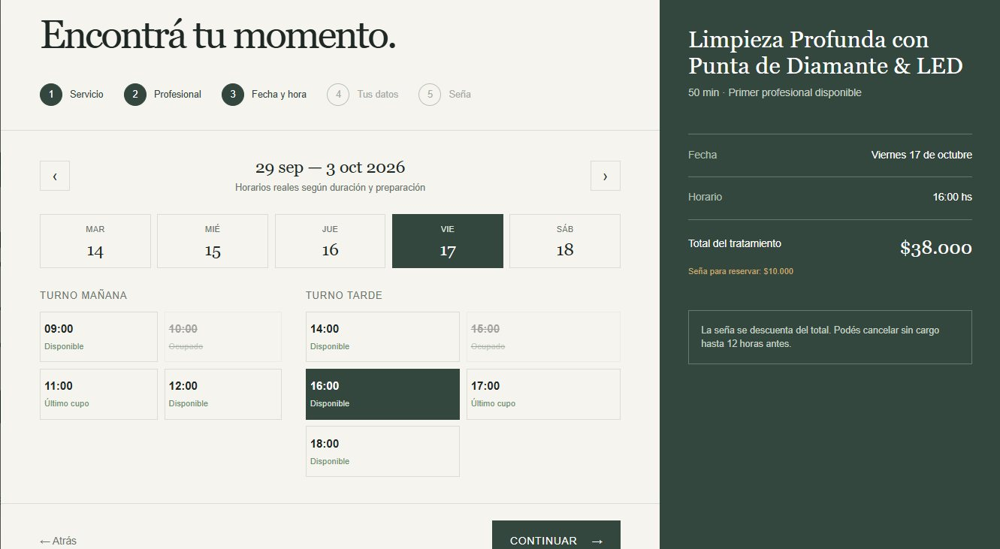 Encontrá tu momento.
1 Servicio 2 Profesional 3 Fecha y hora 4 Tus datos 5 Seña
‹ 29 sep — 3 oct 2026 ›
Horarios reales según duración y preparación
MAR MIÉ JUE VIE SÁB
14 15 16 17 18
TURNO MAÑANA
09:00 10:00
Disponible Ocupado
11:00 12:00
Último cupo Disponible
TURNO TARDE
14:00 15:00
Disponible Ocupado
16:00 17:00
Disponible Último cupo
18:00
Disponible
← Atrás
CONTINUAR →
Limpieza Profunda con
Punta de Diamante & LED
50 min · Primer profesional disponible
Fecha Viernes 17 de octubre
Horario 16:00 hs
Total del tratamiento $38.000
Seña para reservar: $10.000
La seña se descuenta del total. Podés cancelar sin cargo
hasta 12 horas antes.